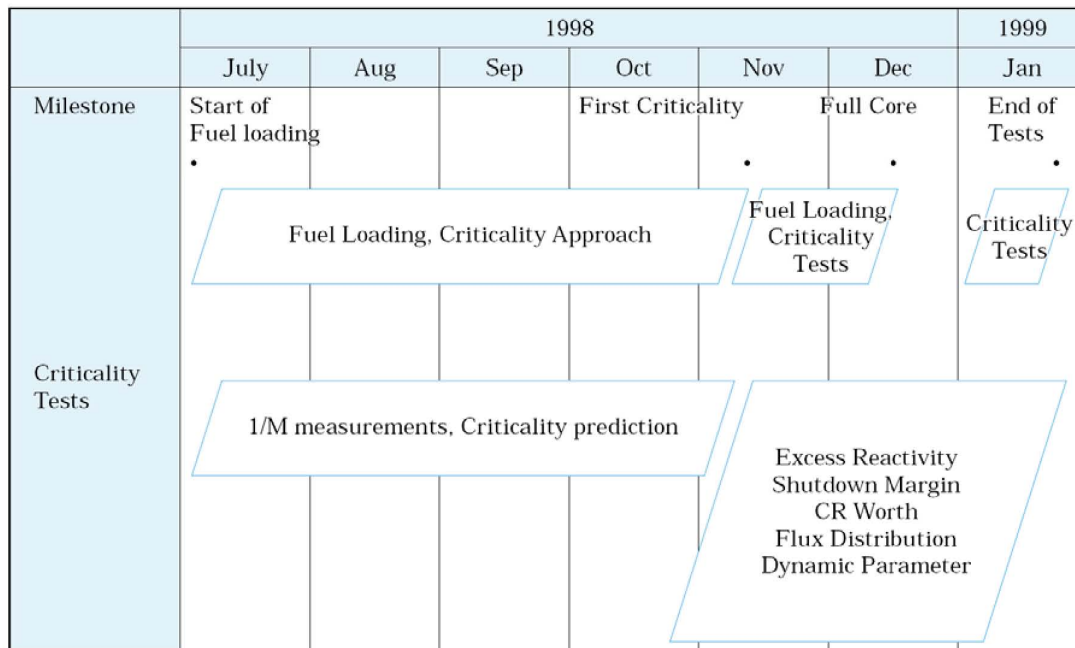 1998
1999
July
Aug
Sep
Oct
Nov
Dec
Jan
Milestone
Start of
Fuel loading
First Criticality
Full Core
End of
Tests
Fuel Loading, Criticality Approach
Fuel Loading,
Criticality
Tests
Criticality
Tests
Criticality
Tests
1/M measurements, Criticality prediction
Excess Reactivity
Shutdown Margin
CR Worth
Flux Distribution
Dynamic Parameter